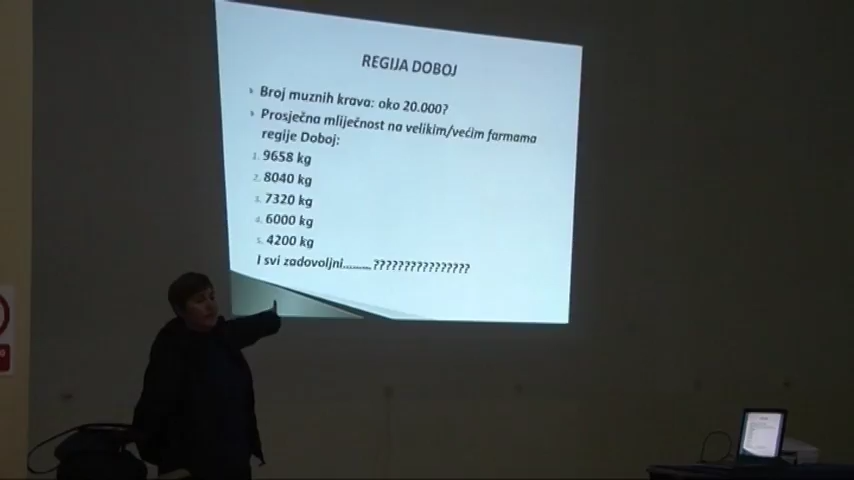 REGIJA DOBOJ
Broj muznih krava: oko 20.000?
Prosječna mliječnost na velikim/većim farmama
regije Doboj:
1. 9658 kg
2. 8040 kg
3. 7320 kg
4. 6000 kg
5. 4200 kg
I svi zadovoljni......... ????????????????